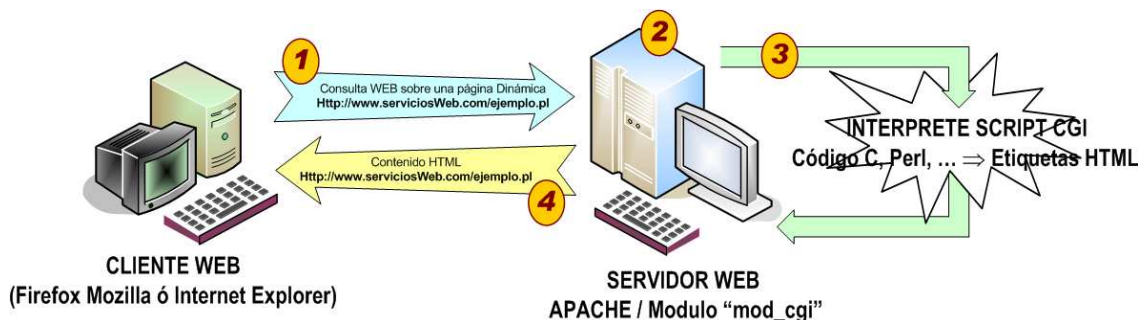 1
Consulta WEB sobre una página Dinámica
Http://www.serviciosWeb.com/ejemplo.pl
2
3
INTERPRETE SCRIPT CGI
Código C, Perl, … ⇒ Etiquetas HTML
Contenido HTML
Http://www.serviciosWeb.com/ejemplo.pl
4
CLIENTE WEB
(Firefox Mozilla ó Internet Explorer)
SERVIDOR WEB
APACHE / Modulo “mod_cgi”